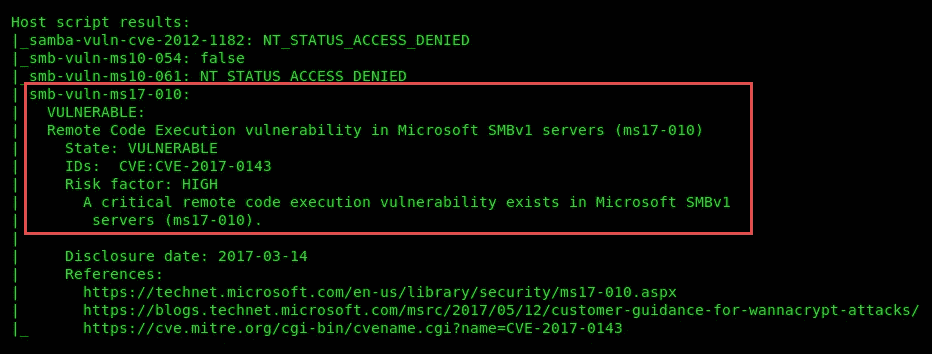 Host script results:
|_samba-vuln-cve-2012-1182: NT_STATUS_ACCESS_DENIED
|_smb-vuln-ms10-054: false
|_smb-vuln-ms10-061: NT_STATUS_ACCESS_DENIED
| smb-vuln-ms17-010:
|   VULNERABLE:
|   Remote Code Execution vulnerability in Microsoft SMBv1 servers (ms17-010)
|     State: VULNERABLE
|     IDs:  CVE:CVE-2017-0143
|     Risk factor: HIGH
|       A critical remote code execution vulnerability exists in Microsoft SMBv1
|        servers (ms17-010).
|
|     Disclosure date: 2017-03-14
|     References:
|       https://technet.microsoft.com/en-us/library/security/ms17-010.aspx
|       https://blogs.technet.microsoft.com/msrc/2017/05/12/customer-guidance-for-wannacrypt-attacks/
|_      https://cve.mitre.org/cgi-bin/cvename.cgi?name=CVE-2017-0143